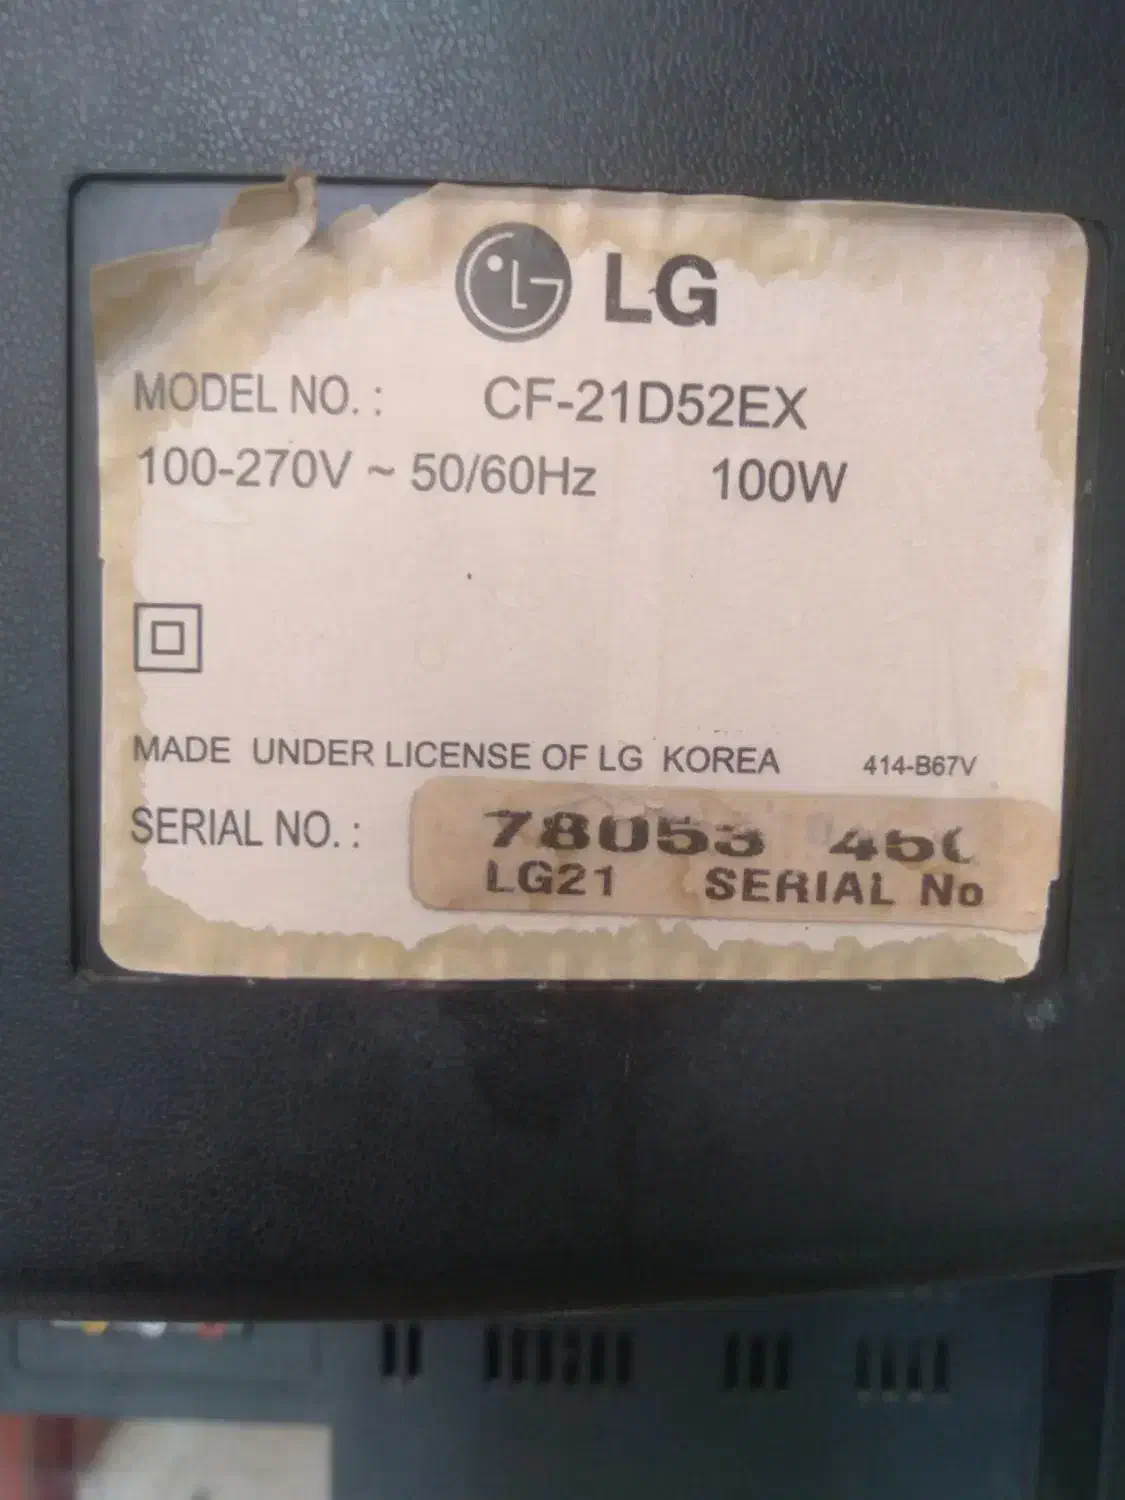 LG
MODEL NO. : CF-21D52EX
100-270V ~ 50/60Hz 100W
MADE UNDER LICENSE OF LG KOREA 414-B67V
SERIAL NO. : 78053
LG21 SERIAL No